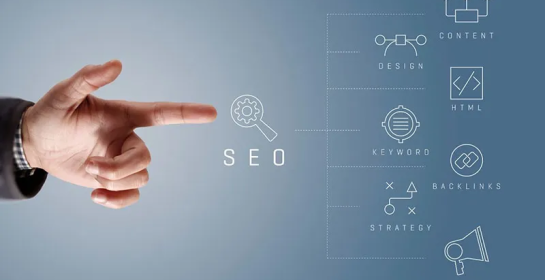 CONTENT
DESIGN
HTML
SEO
KEYWORD
BACKLINKS
STRATEGY